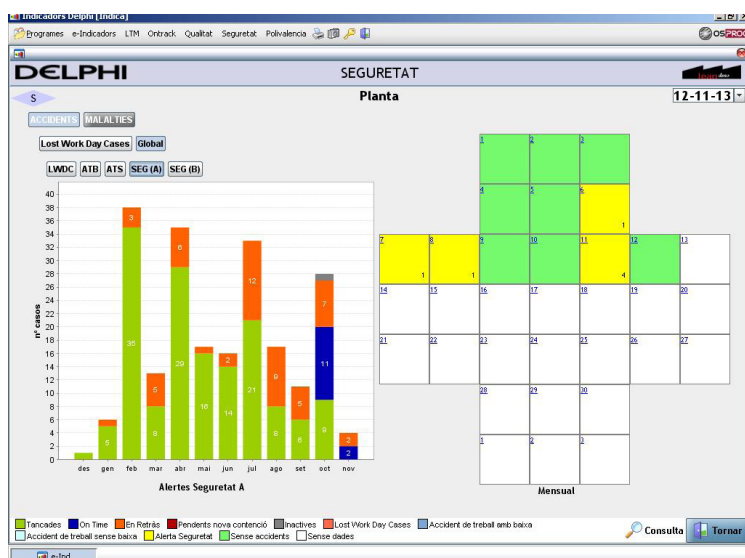 Indicadors Delphi [Indica]
Programes e-Indicadors LTM Ontrack Qualitat Seguretat Polivalencia
DELPHI
SEGURETAT
S
Planta
12-11-13
ACCIDENTS MALALTIES
Lost Work Day Cases Global
LWDC ATB ATS SEG (A) SEG (B)
nº casos
40
38
36
34
32
30
28
26
24
22
20
18
16
14
12
10
8
6
4
2
0
5
3
35
5
8
6
29
16
2
14
12
21
9
8
5
6
7
11
9
2
2
des gen feb mar abr mai jun jul ago set oct nov
Alertes Seguretat A
1 2 3
4 5 6
1
7 8 9 10 11 12 13
1 1 4
14 15 16 17 18 19 20
21 22 23 24 25 26 27
28 29 30
1 2 3
Mensual
Tancades On Time En Retràs Pendents nova contenció Inactives Lost Work Day Cases Accident de treball amb baixa
Accident de treball sense baixa Alerta Seguretat Sense accidents Sense dades
Consulta Tornar
e-Ind